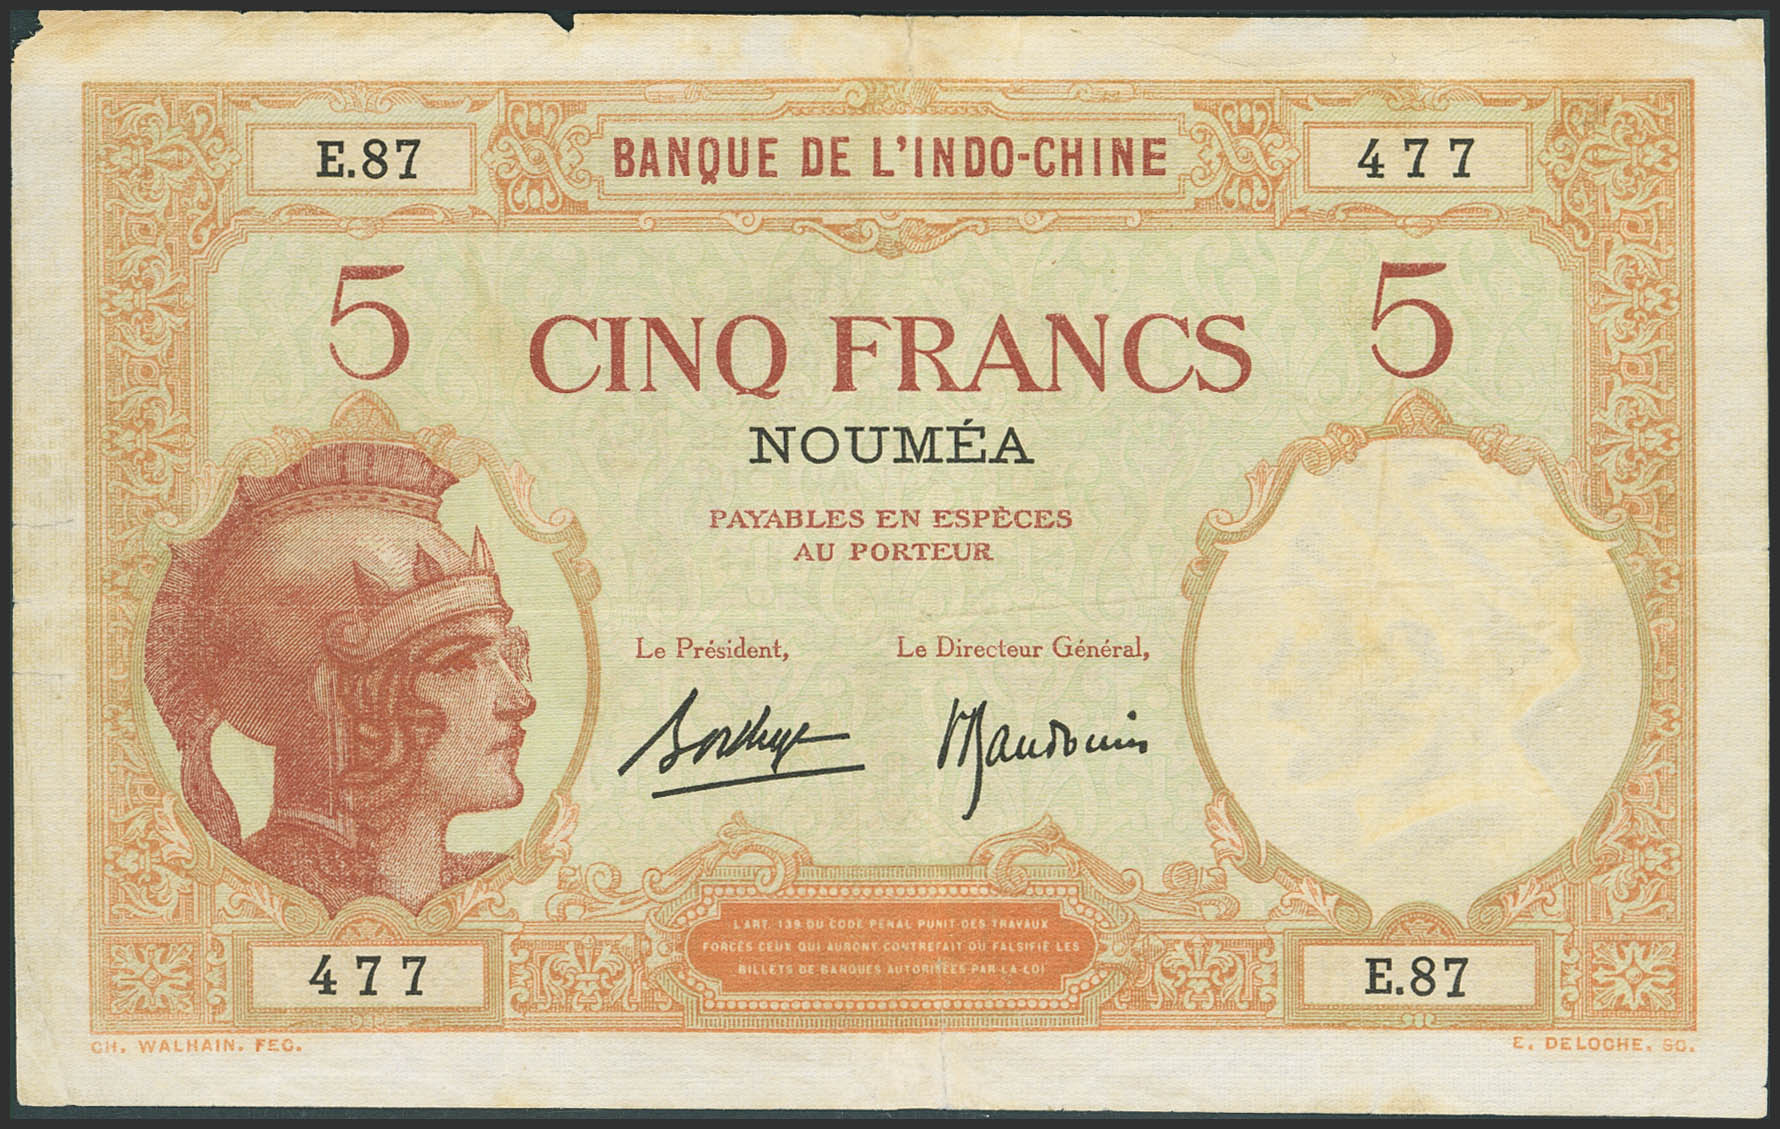 E.87
BANQUE DE L'INDO-CHINE
477
5
CINQ FRANCS
5
NOUMÉA
PAYABLES EN ESPÈCES
AU PORTEUR
Le Président,
Le Directeur Général,
L'ART. 139 DU CODE PÉNAL PUNIT DES TRAVAUX
FORCÉS CEUX QUI AURONT CONTREFAIT OU FALSIFIÉ LES
BILLETS DE BANQUES AUTORISÉES PAR LA LOI
477
E.87
CH. WALHAIN. FEC.
E. DELOCHE. SC.